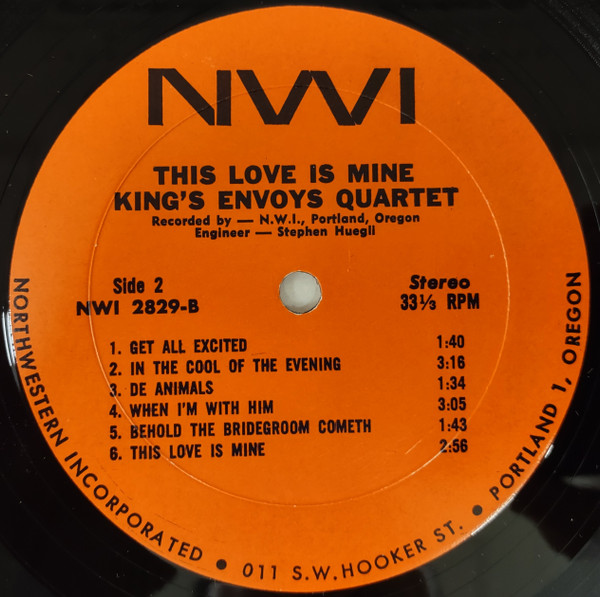 NWI
THIS LOVE IS MINE
KING'S ENVOYS QUARTET
Recorded by — N.W.I., Portland, Oregon
Engineer — Stephen Huegli
Side 2
NWI 2829-B
Stereo
33⅓ RPM
1. GET ALL EXCITED 1:40
2. IN THE COOL OF THE EVENING 3:16
3. DE ANIMALS 1:34
4. WHEN I'M WITH HIM 3:05
5. BEHOLD THE BRIDEGROOM COMETH 1:43
6. THIS LOVE IS MINE 2:56
NORTHWESTERN INCORPORATED ● 011 S.W. HOOKER ST. ● PORTLAND 1, OREGON